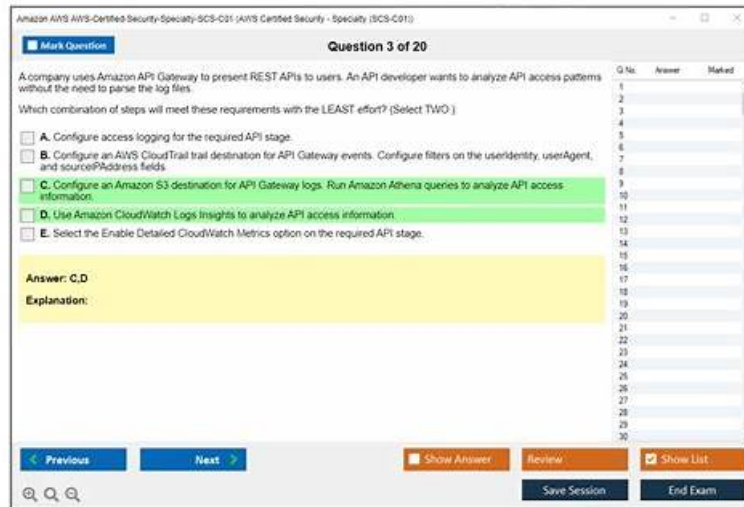 Amazon AWS AWS-Certified-Security-Specialty-SCS-C01 (AWS Certified Security - Specialty (SCS-C01))
Mark Question
Question 3 of 20
A company uses Amazon API Gateway to present REST APIs to users. An API developer wants to analyze API access patterns
without the need to parse the log files.
Which combination of steps will meet these requirements with the LEAST effort? (Select TWO )
A. Configure access logging for the required API stage.
B. Configure an AWS CloudTrail trail destination for API Gateway events. Configure filters on the userIdentity, userAgent,
and sourceIPAddress fields.
C. Configure an Amazon S3 destination for API Gateway logs. Run Amazon Athena queries to analyze API access
information.
D. Use Amazon CloudWatch Logs Insights to analyze API access information.
E. Select the Enable Detailed CloudWatch Metrics option on the required API stage.
Answer: C,D
Explanation:
Q No. Answer Marked
1
2
3
4
5
6
7
8
9
10
11
12
13
14
15
16
17
18
19
20
21
22
23
24
25
26
27
28
29
30
Previous
Next
Show Answer
Review
Show List
Save Session
End Exam